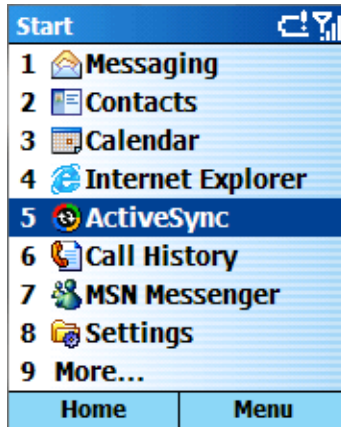 Start
1 Messaging
2 Contacts
3 Calendar
4 Internet Explorer
5 ActiveSync
6 Call History
7 MSN Messenger
8 Settings
9 More...
Home Menu